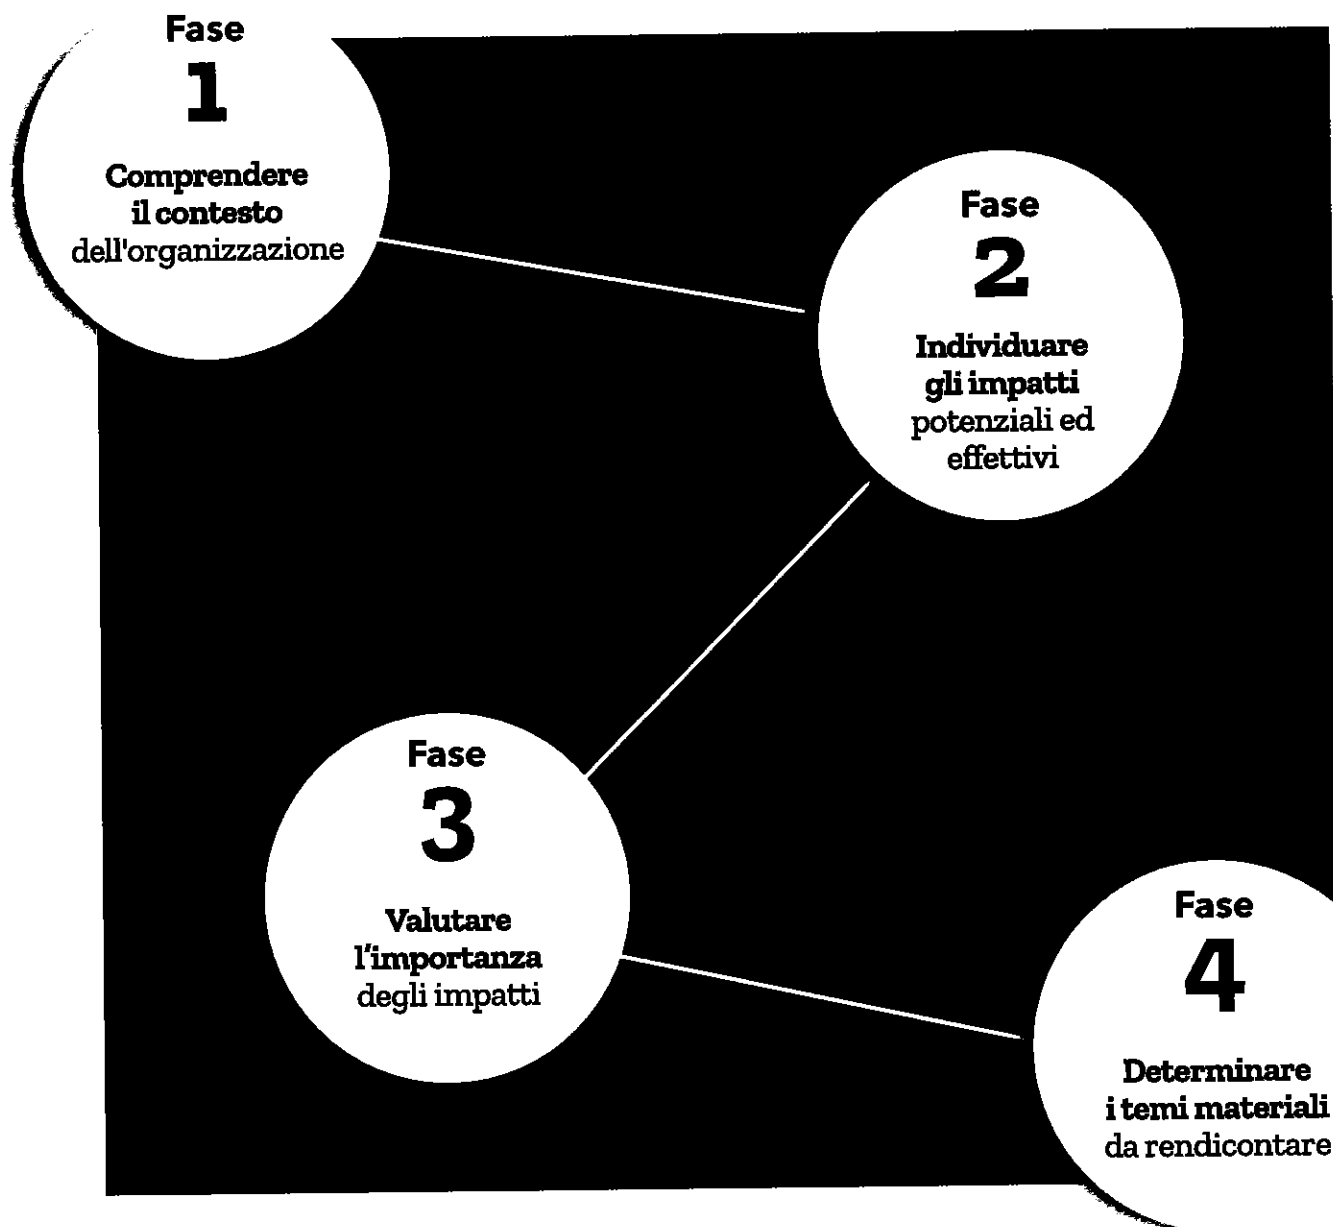 Fase
1
Comprendere
il contesto
dell'organizzazione
Fase
2
Individuare
gli impatti
potenziali ed
effettivi
Fase
3
Valutare
l'importanza
degli impatti
Fase
4
Determinare
i temi materiali
da rendicontare